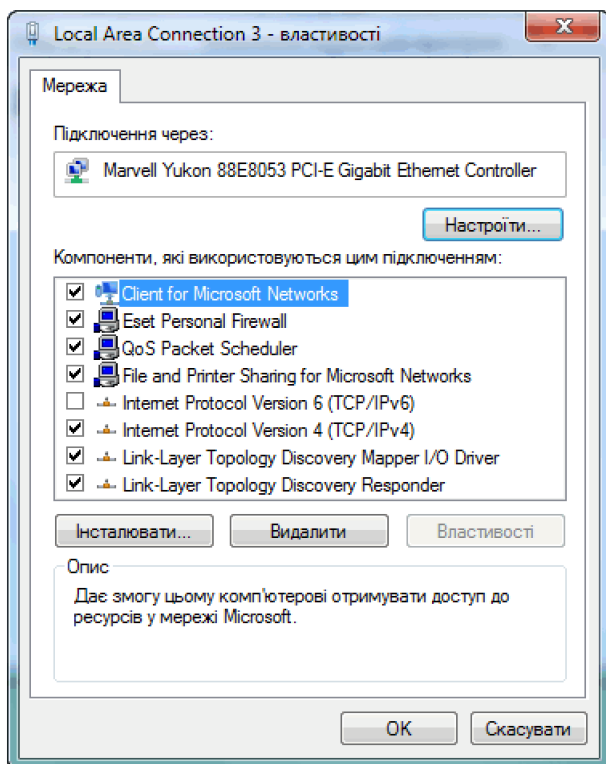 Local Area Connection 3 - властивості
Мережа
Підключення через:
Marvell Yukon 88E8053 PCI-E Gigabit Ethernet Controller
Настроїти...
Компоненти, які використовуються цим підключенням:
Client for Microsoft Networks
Eset Personal Firewall
QoS Packet Scheduler
File and Printer Sharing for Microsoft Networks
Internet Protocol Version 6 (TCP/IPv6)
Internet Protocol Version 4 (TCP/IPv4)
Link-Layer Topology Discovery Mapper I/O Driver
Link-Layer Topology Discovery Responder
Інсталювати... Видалити Властивості
Опис
Дає змогу цьому комп'ютерові отримувати доступ до
ресурсів у мережі Microsoft.
OK Скасувати